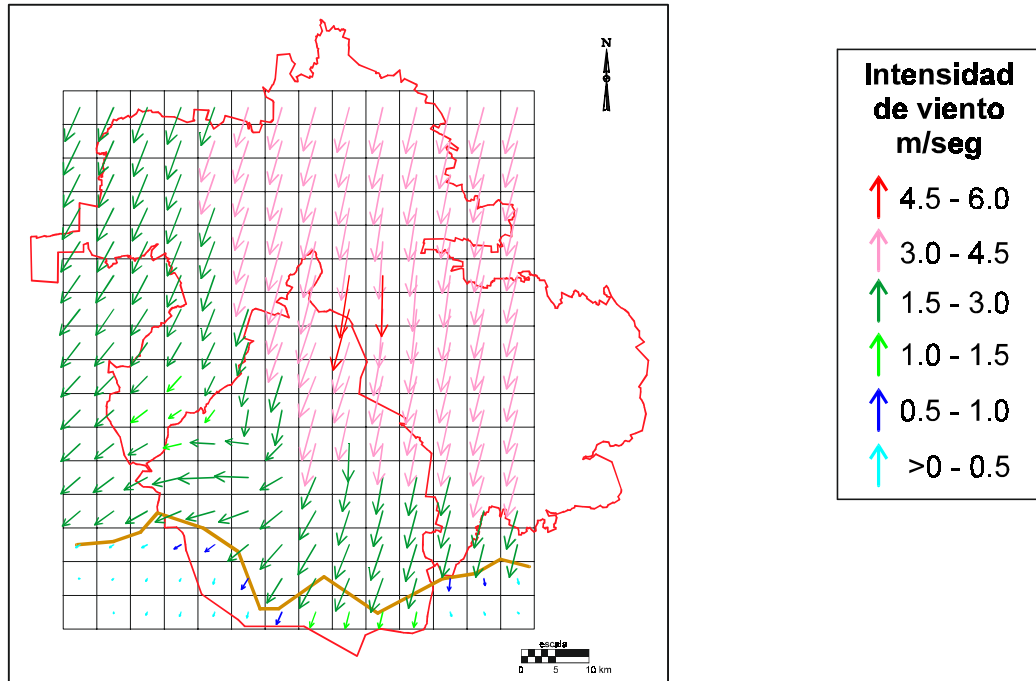 N
escala
0 5 10 km
Intensidad
de viento
m/seg
4.5 - 6.0
3.0 - 4.5
1.5 - 3.0
1.0 - 1.5
0.5 - 1.0
>0 - 0.5